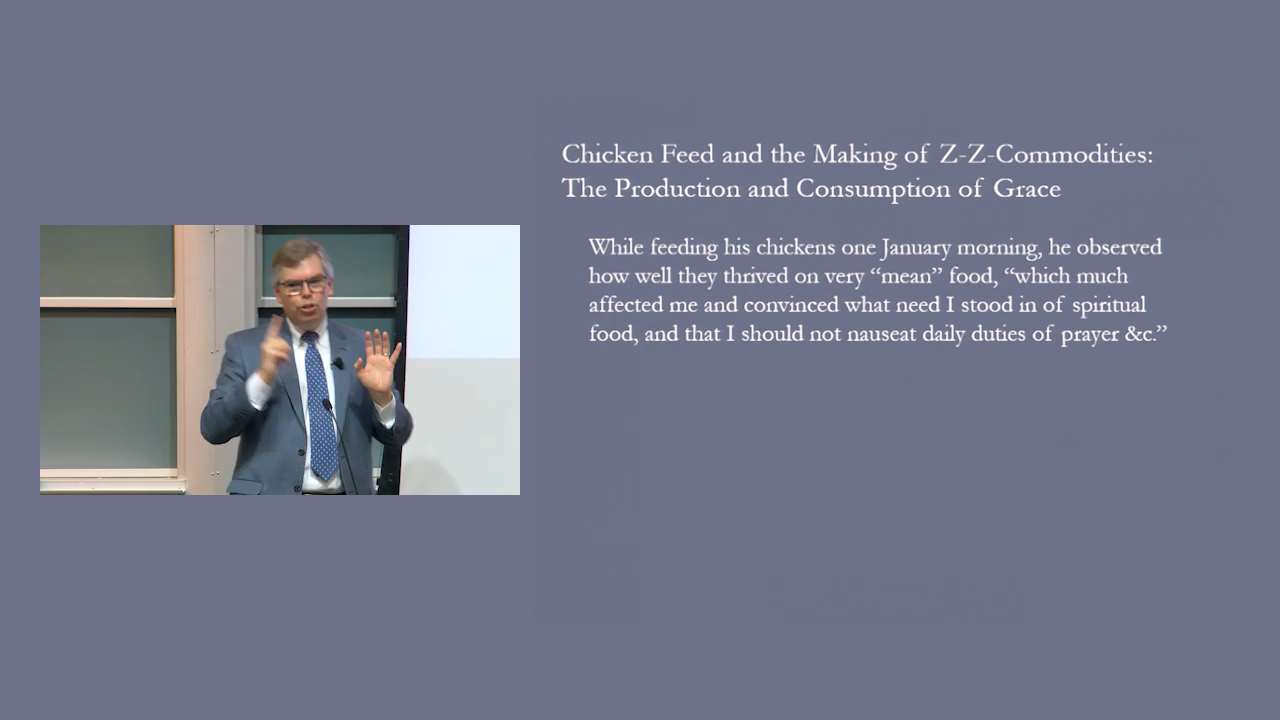 Chicken Feed and the Making of Z-Z-Commodities:
The Production and Consumption of Grace
While feeding his chickens one January morning, he observed
how well they thrived on very “mean” food, “which much
affected me and convinced what need I stood in of spiritual
food, and that I should not nauseat daily duties of prayer &c.”